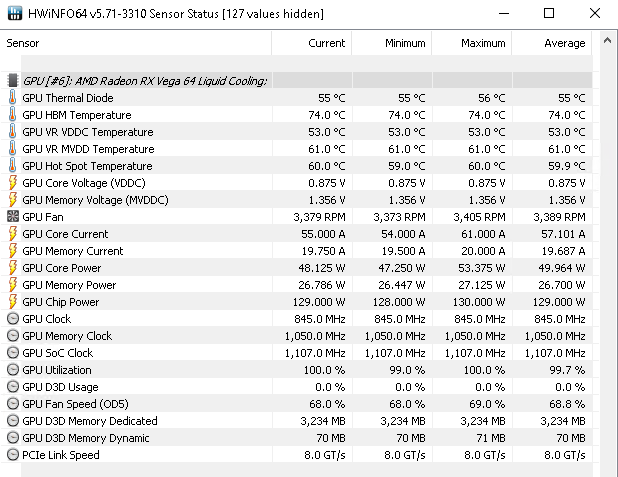 HWiNFO64 v5.71-3310 Sensor Status [127 values hidden]
Sensor Current Minimum Maximum Average
GPU [#6]: AMD Radeon RX Vega 64 Liquid Cooling:
GPU Thermal Diode 55 °C 55 °C 56 °C 55 °C
GPU HBM Temperature 74.0 °C 74.0 °C 74.0 °C 74.0 °C
GPU VR VDDC Temperature 53.0 °C 53.0 °C 53.0 °C 53.0 °C
GPU VR MVDD Temperature 61.0 °C 61.0 °C 61.0 °C 61.0 °C
GPU Hot Spot Temperature 60.0 °C 59.0 °C 60.0 °C 59.9 °C
GPU Core Voltage (VDDC) 0.875 V 0.875 V 0.875 V 0.875 V
GPU Memory Voltage (MVDDC) 1.356 V 1.356 V 1.356 V 1.356 V
GPU Fan 3,379 RPM 3,373 RPM 3,405 RPM 3,389 RPM
GPU Core Current 55.000 A 54.000 A 61.000 A 57.101 A
GPU Memory Current 19.750 A 19.500 A 20.000 A 19.687 A
GPU Core Power 48.125 W 47.250 W 53.375 W 49.964 W
GPU Memory Power 26.786 W 26.447 W 27.125 W 26.700 W
GPU Chip Power 129.000 W 128.000 W 130.000 W 129.000 W
GPU Clock 845.0 MHz 845.0 MHz 845.0 MHz 845.0 MHz
GPU Memory Clock 1,050.0 MHz 1,050.0 MHz 1,050.0 MHz 1,050.0 MHz
GPU SoC Clock 1,107.0 MHz 1,107.0 MHz 1,107.0 MHz 1,107.0 MHz
GPU Utilization 100.0 % 99.0 % 100.0 % 99.7 %
GPU D3D Usage 0.0 % 0.0 % 0.0 % 0.0 %
GPU Fan Speed (OD5) 68.0 % 68.0 % 69.0 % 68.8 %
GPU D3D Memory Dedicated 3,234 MB 3,234 MB 3,234 MB 3,234 MB
GPU D3D Memory Dynamic 70 MB 70 MB 71 MB 70 MB
PCIe Link Speed 8.0 GT/s 8.0 GT/s 8.0 GT/s 8.0 GT/s